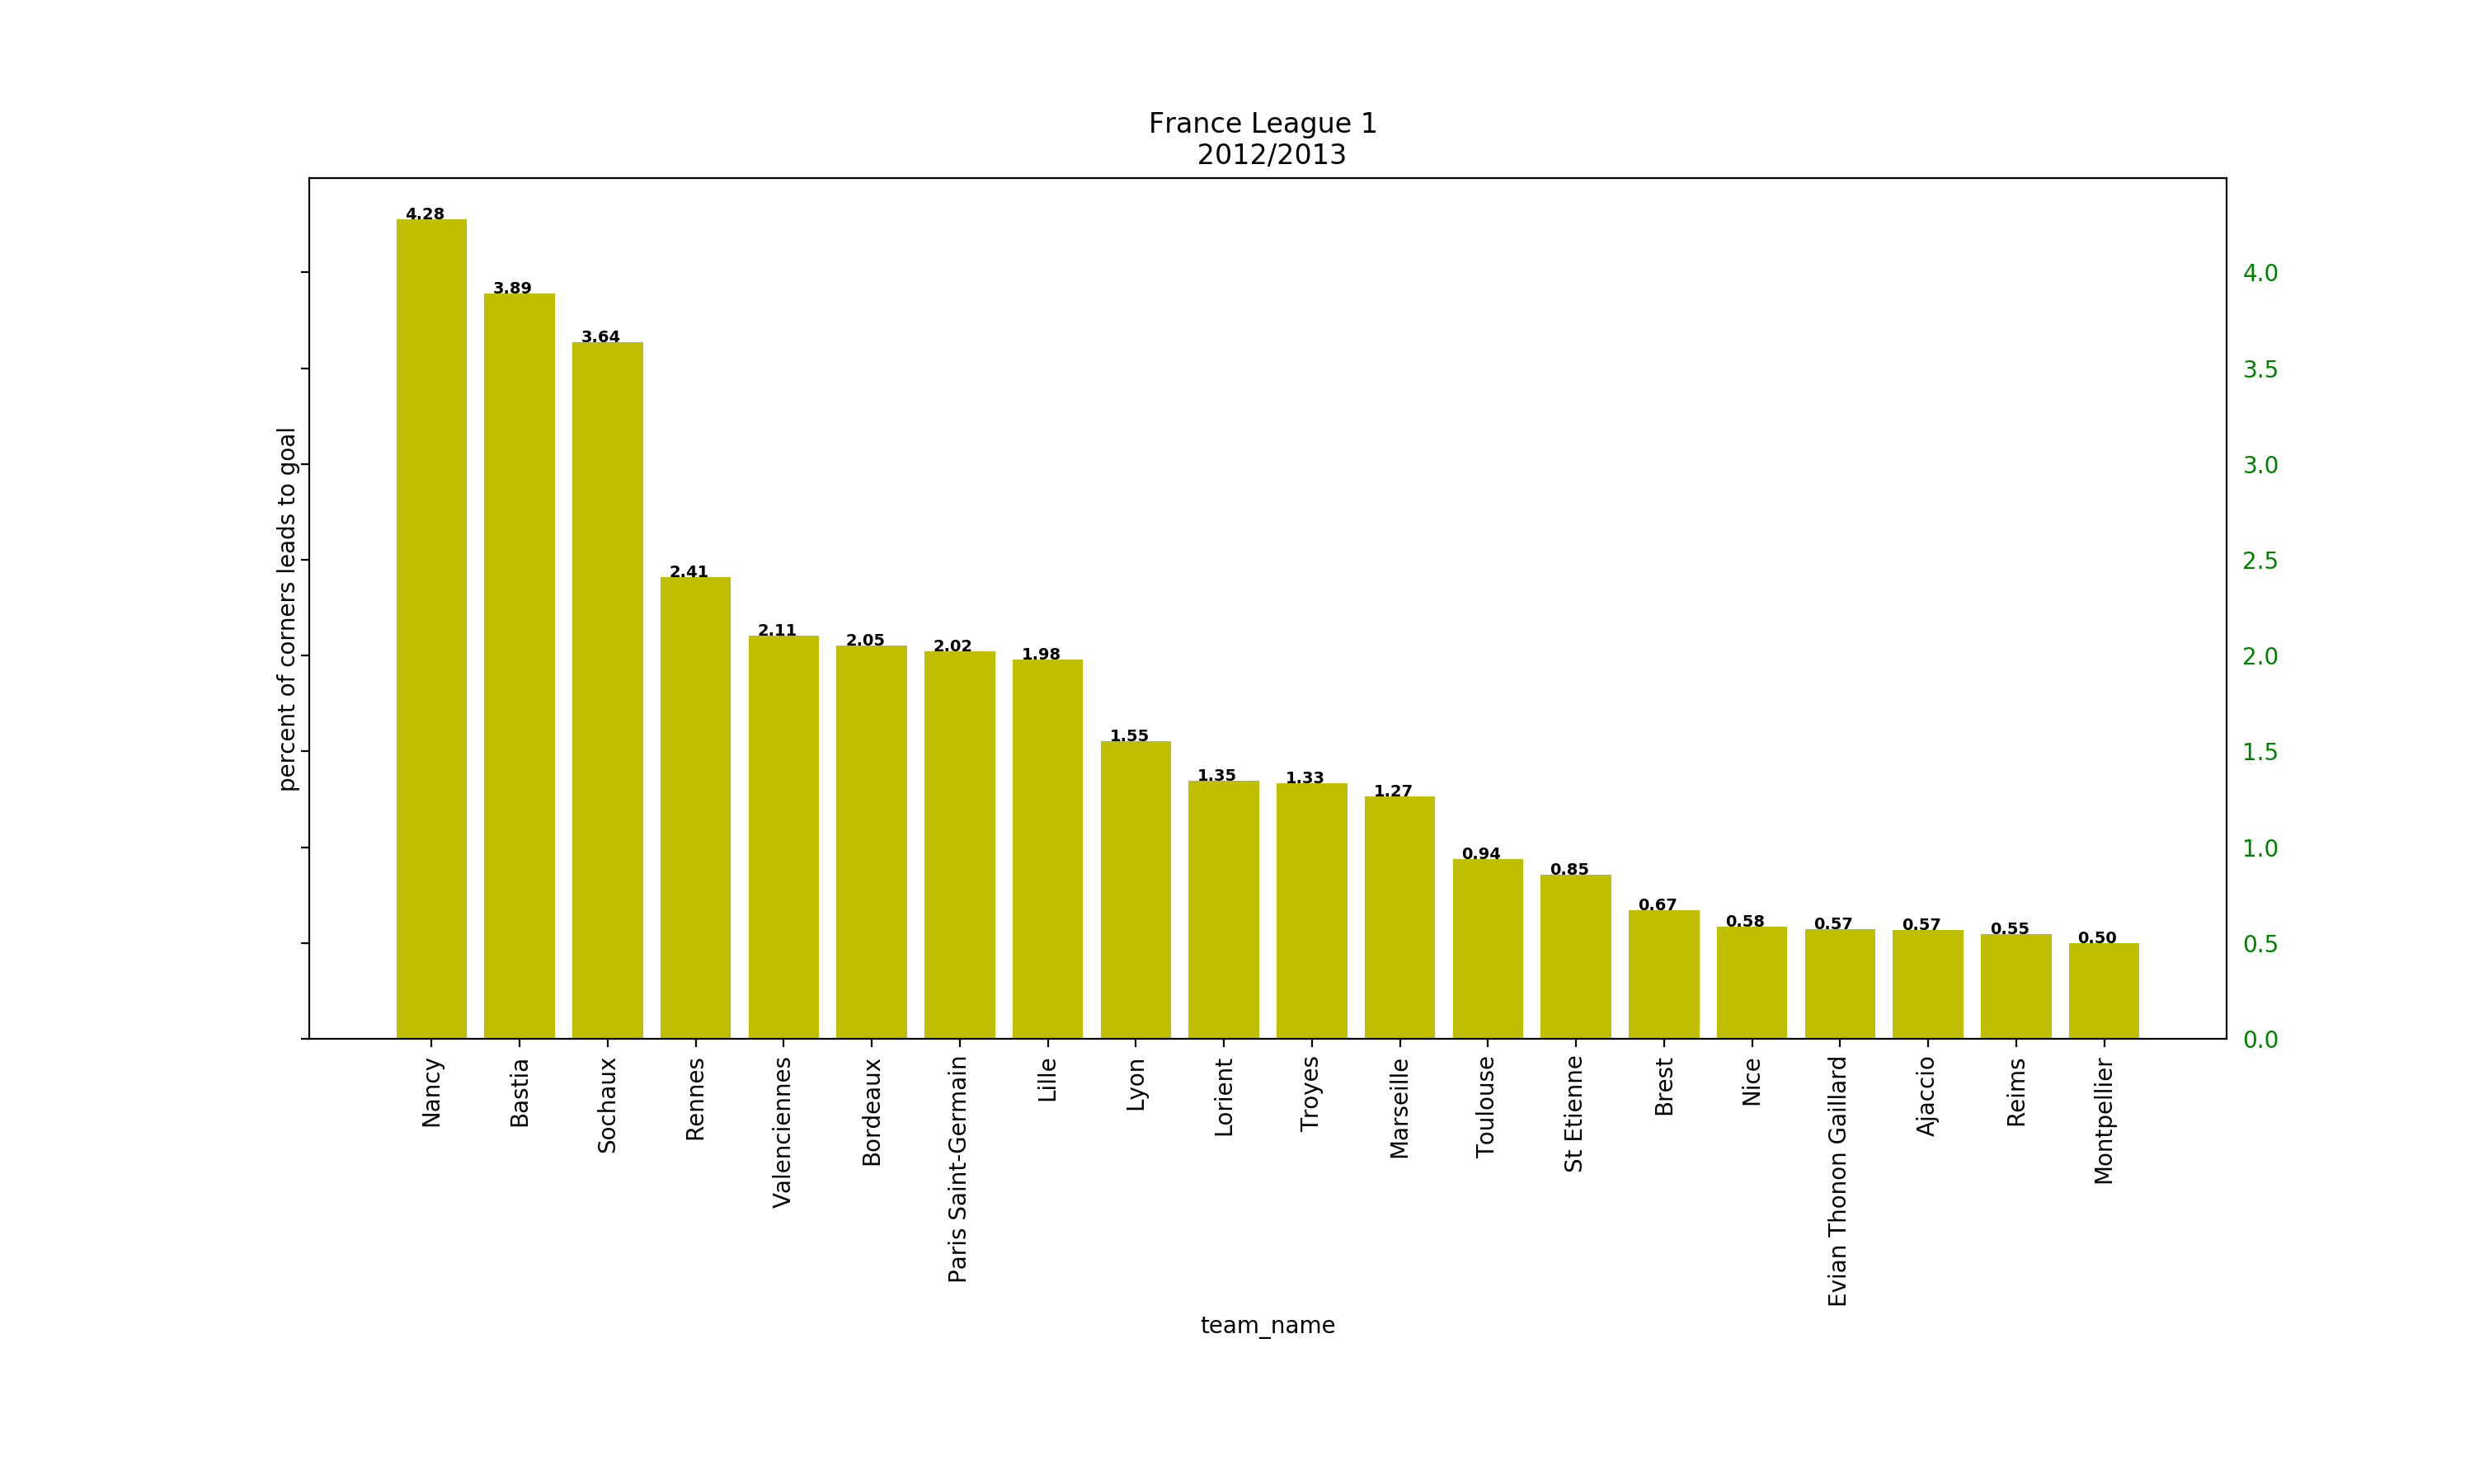 France League 1
2012/2013
percent of corners leads to goal
4.28
3.89
3.64
2.41
2.11
2.05
2.02
1.98
1.55
1.35
1.33
1.27
0.94
0.85
0.67
0.58
0.57
0.57
0.55
0.50
4.0
3.5
3.0
2.5
2.0
1.5
1.0
0.5
0.0
Nancy
Bastia
Sochaux
Rennes
Valenciennes
Bordeaux
Paris Saint-Germain
Lille
Lyon
Lorient
Troyes
Marseille
Toulouse
St Etienne
Brest
Nice
Evian Thonon Gaillard
Ajaccio
Reims
Montpellier
team_name